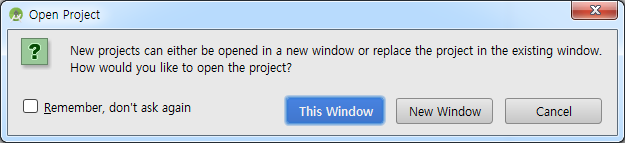 Open Project
New projects can either be opened in a new window or replace the project in the existing window.
How would you like to open the project?
Remember, don't ask again
This Window
New Window
Cancel